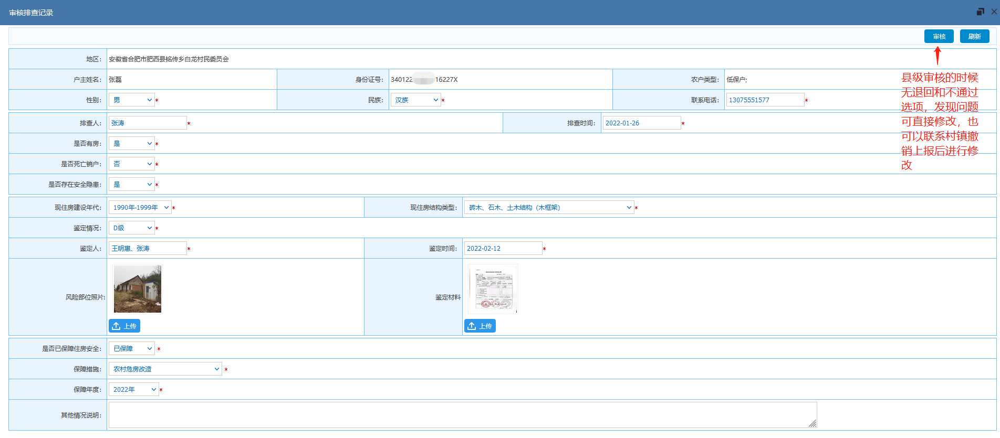 审核排查记录
审核 刷新
地区: 安徽省合肥市肥西县铭传乡白龙村民委员会
户主姓名: 张磊 身份证号: 340122 16227X 农户类型: 低保户;
性别: 男 * 民族: 汉族 * 联系电话: 13075551577 *
县级审核的时候
无退回和不通过
选项，发现问题
可直接修改，也
可以联系村镇撤
销上报后进行修
改
排查人: 张涛 * 排查时间: 2022-01-26 *
是否有房: 是 *
是否死亡销户: 否 *
是否存在安全隐患: 是 *
现住房建设年代: 1990年-1999年 * 现住房结构类型: 砖木、石木、土木结构（木框架） *
鉴定情况: D级 *
鉴定人: 王明惠、张涛 * 鉴定时间: 2022-02-12 *
风险部位照片: 鉴定材料
上传 上传
是否已保障住房安全: 已保障 *
保障措施: 农村危房改造 *
保障年度: 2022年 *
其他情况说明: